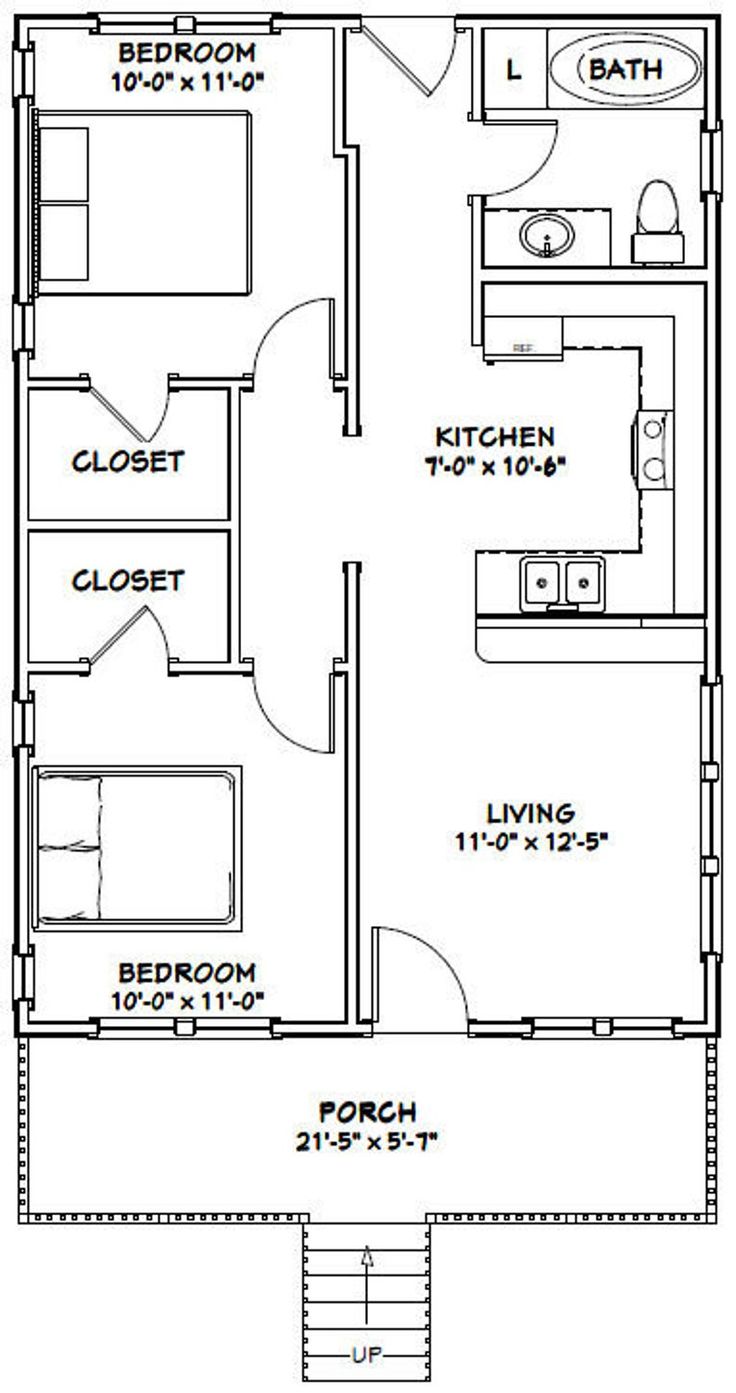 BEDROOM
10'-0" x 11'-0"
L
BATH
REF.
KITCHEN
7'-0" x 10'-6"
CLOSET
CLOSET
LIVING
11'-0" x 12'-5"
BEDROOM
10'-0" x 11'-0"
PORCH
21'-5" x 5'-7"
UP